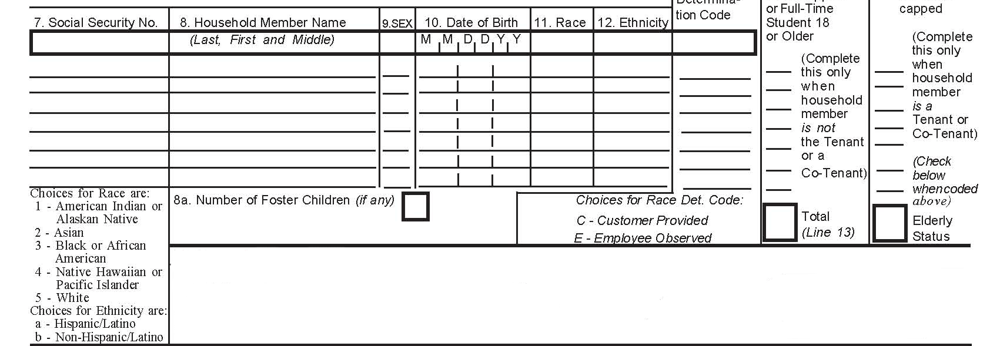 7. Social Security No.
8. Household Member Name
(Last, First and Middle)
9.SEX
10. Date of Birth
M M D D Y Y
11. Race
12. Ethnicity
tion Code
or Full-Time
Student 18
or Older
(Complete
this only
when
household
member
is not
the Tenant
or a
Co-Tenant)
capped
(Complete
this only
when
household
member
is a
Tenant or
Co-Tenant)
(Check
below
whencoded
above)
Choices for Race are:
1 - American Indian or
Alaskan Native
2 - Asian
3 - Black or African
American
4 - Native Hawaiian or
Pacific Islander
5 - White
Choices for Ethnicity are:
a - Hispanic/Latino
b - Non-Hispanic/Latino
8a. Number of Foster Children (if any)
Choices for Race Det. Code:
C - Customer Provided
E - Employee Observed
Total
(Line 13)
Elderly
Status